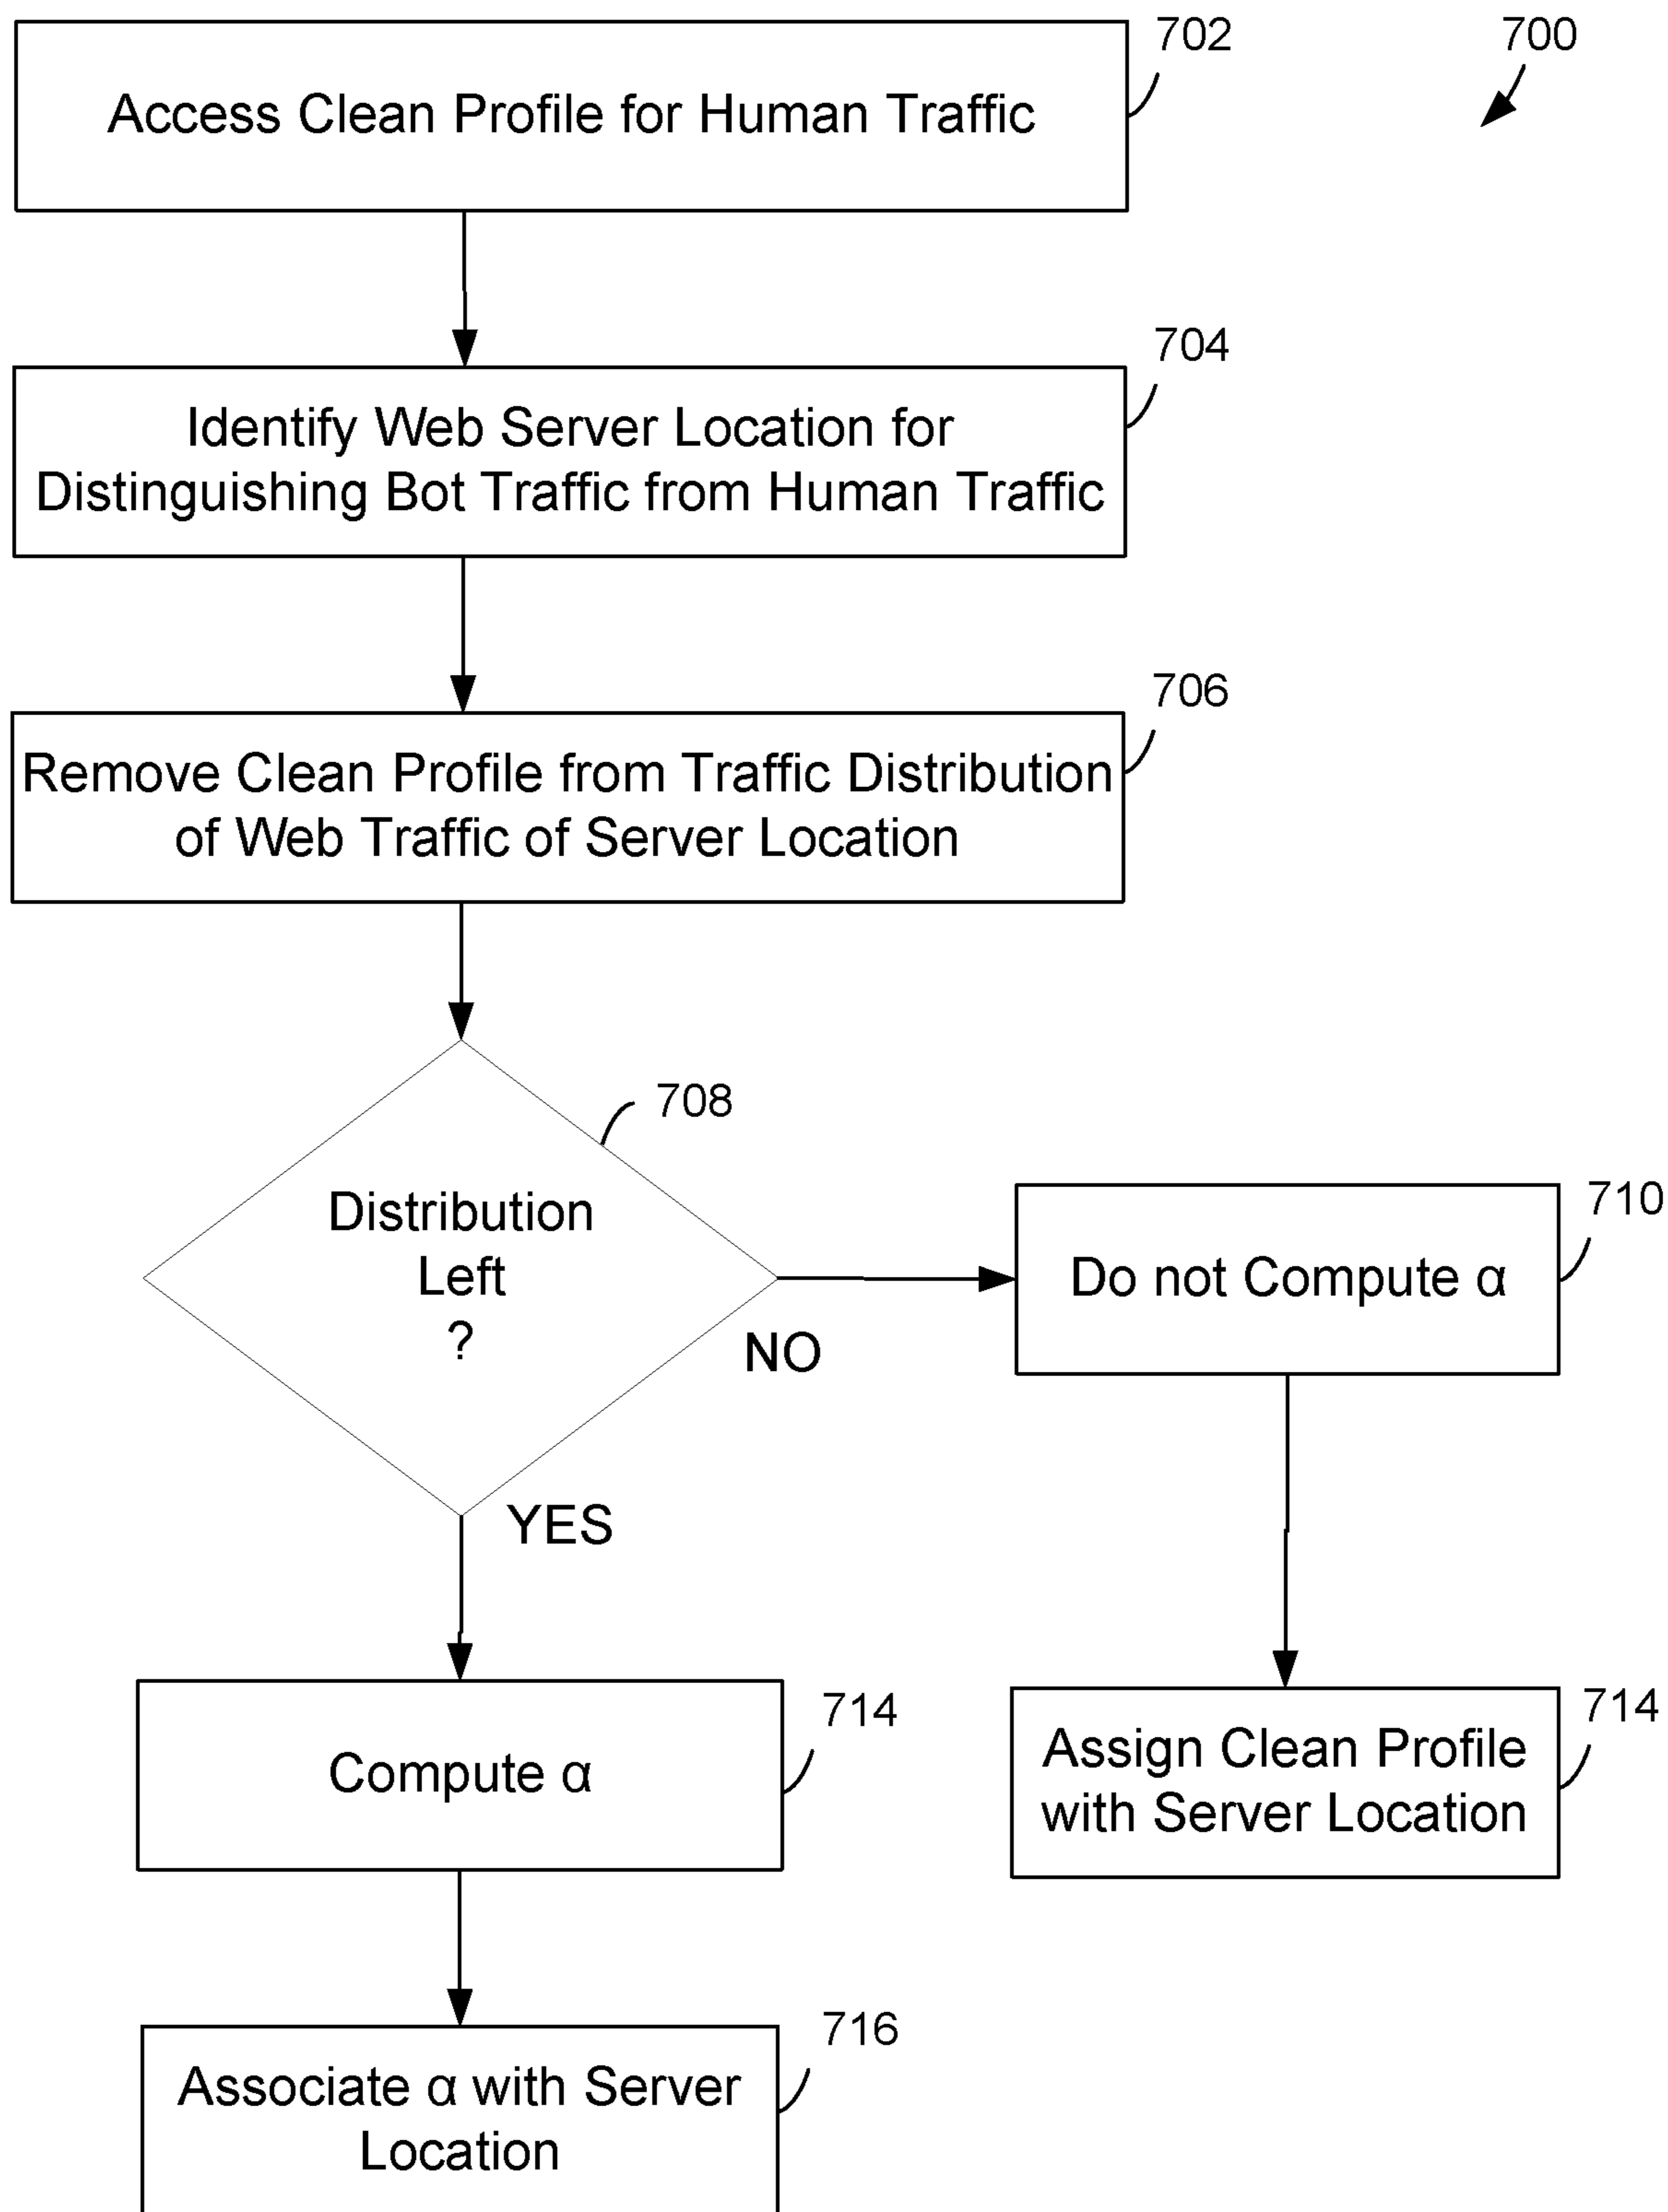 702
700
Access Clean Profile for Human Traffic
704
Identify Web Server Location for
Distinguishing Bot Traffic from Human Traffic
706
Remove Clean Profile from Traffic Distribution
of Web Traffic of Server Location
708
Distribution
Left
?
NO
YES
710
Do not Compute α
714
Compute α
714
Assign Clean Profile
with Server Location
716
Associate α with Server
Location